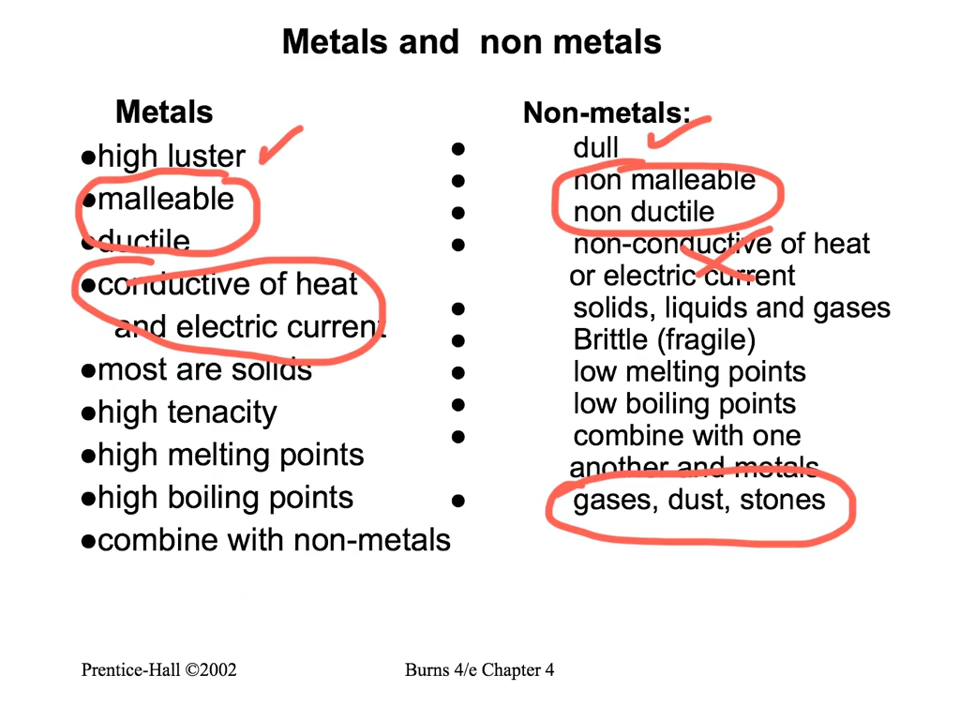 Metals and non metals
Metals
●high luster
●malleable
●ductile
●conductive of heat
and electric current
●most are solids
●high tenacity
●high melting points
●high boiling points
●combine with non-metals
Non-metals:
● dull
● non malleable
● non ductile
● non-conductive of heat
or electric current
● solids, liquids and gases
● Brittle (fragile)
● low melting points
● low boiling points
● combine with one
another and metals
● gases, dust, stones
Prentice-Hall ©2002
Burns 4/e Chapter 4